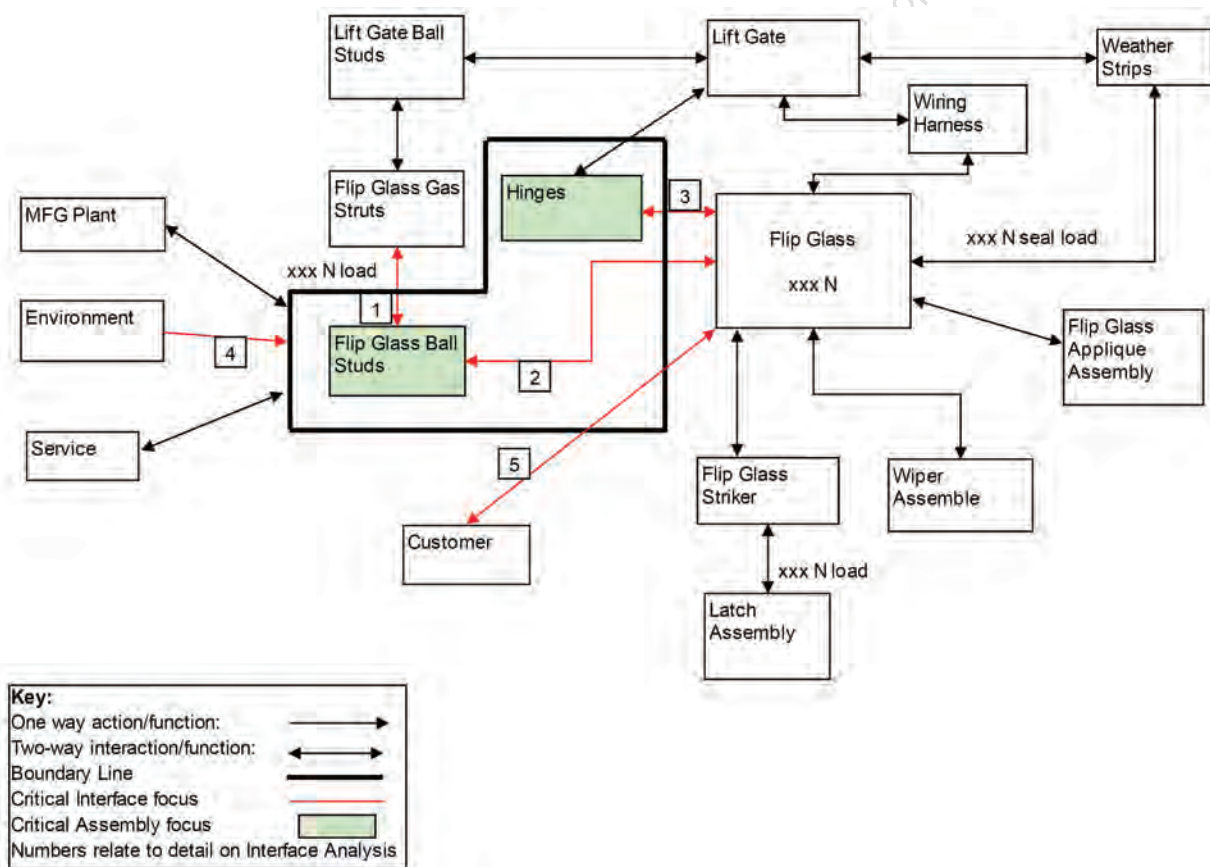 Lift Gate Ball
Studs
Lift Gate
Weather
Strips
Wiring
Harness
Flip Glass Gas
Struts
Hinges
3
MFG Plant
Flip Glass
xxx N
xxx N seal load
xxx N load
1
Environment
4
Flip Glass Ball
Studs
2
Flip Glass
Applique
Assembly
Service
5
Flip Glass
Striker
Wiper
Assemble
Customer
xxx N load
Latch
Assembly
Key:
One way action/function:
Two-way interaction/function:
Boundary Line
Critical Interface focus
Critical Assembly focus
Numbers relate to detail on Interface Analysis